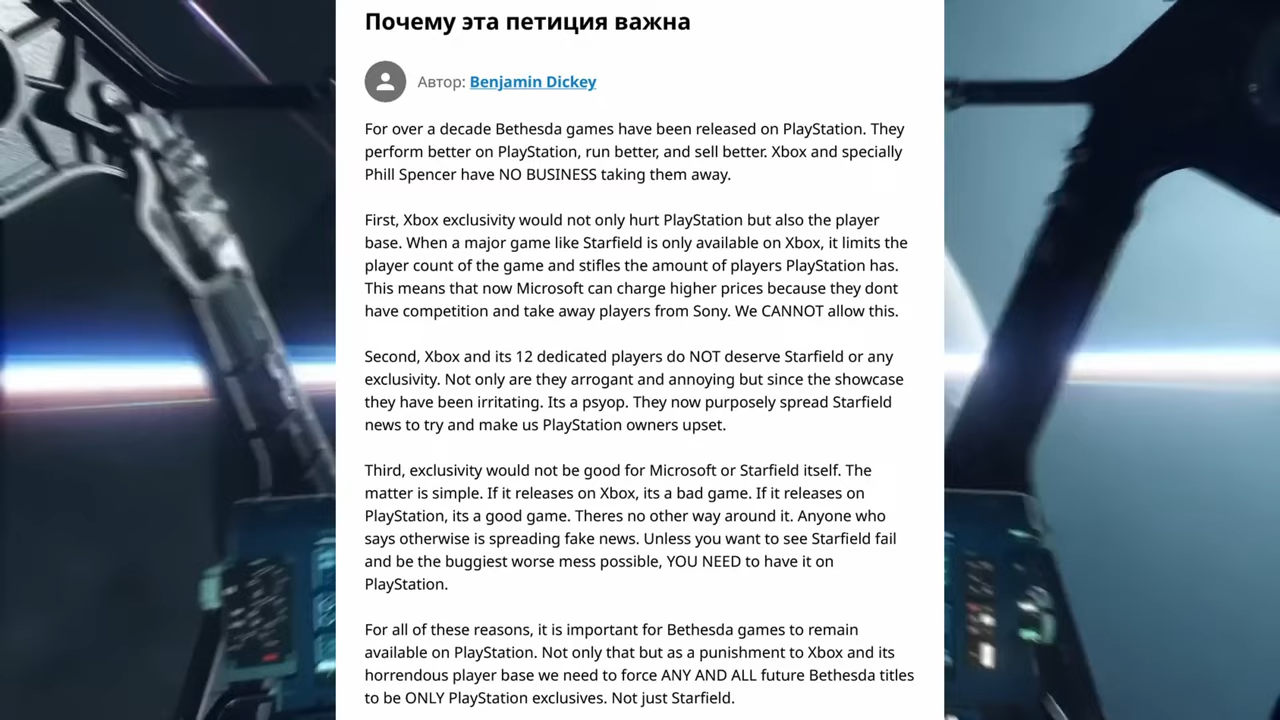 Почему эта петиция важна
Автор: Benjamin Dickey
For over a decade Bethesda games have been released on PlayStation. They
perform better on PlayStation, run better, and sell better. Xbox and specially
Phill Spencer have NO BUSINESS taking them away.
First, Xbox exclusivity would not only hurt PlayStation but also the player
base. When a major game like Starfield is only available on Xbox, it limits the
player count of the game and stifles the amount of players PlayStation has.
This means that now Microsoft can charge higher prices because they dont
have competition and take away players from Sony. We CANNOT allow this.
Second, Xbox and its 12 dedicated players do NOT deserve Starfield or any
exclusivity. Not only are they arrogant and annoying but since the showcase
they have been irritating. Its a psyop. They now purposely spread Starfield
news to try and make us PlayStation owners upset.
Third, exclusivity would not be good for Microsoft or Starfield itself. The
matter is simple. If it releases on Xbox, its a bad game. If it releases on
PlayStation, its a good game. Theres no other way around it. Anyone who
says otherwise is spreading fake news. Unless you want to see Starfield fail
and be the buggiest worse mess possible, YOU NEED to have it on
PlayStation.
For all of these reasons, it is important for Bethesda games to remain
available on PlayStation. Not only that but as a punishment to Xbox and its
horrendous player base we need to force ANY AND ALL future Bethesda titles
to be ONLY PlayStation exclusives. Not just Starfield.